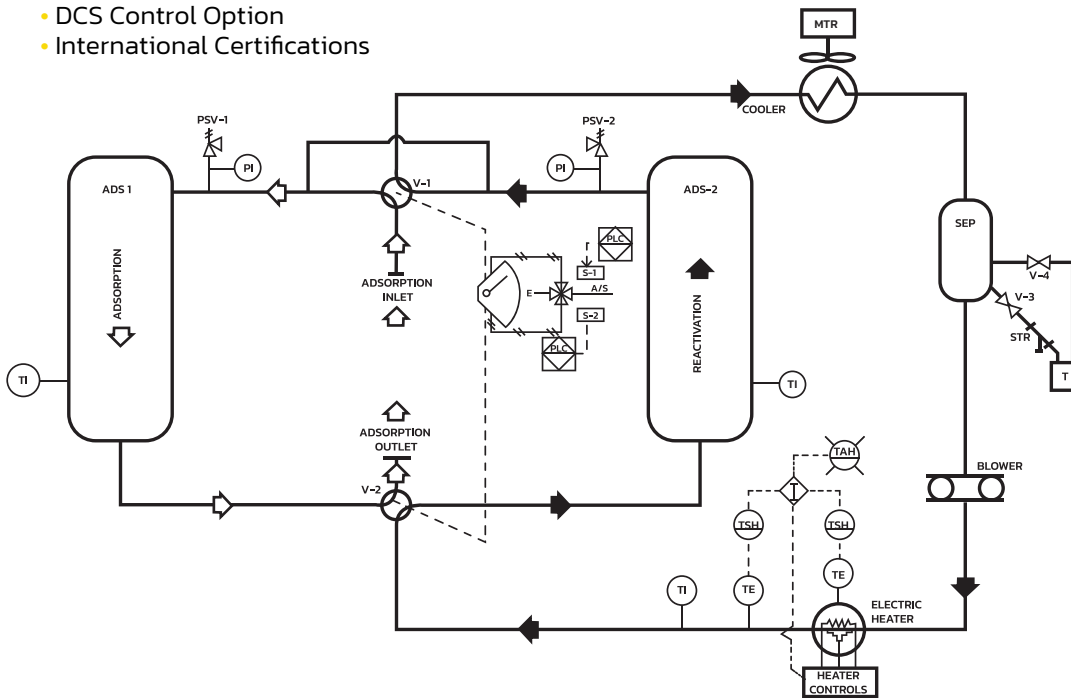 • DCS Control Option
• International Certifications
MTR
COOLER
PSV-1
PI
PSV-2
PI
ADS 1
V-1
ADS-2
ADSORPTION
ADSORPTION
INLET
PLC
S-1
E
A/S
S-2
PLC
REACTIVATION
SEP
V-4
V-3
STR
T
TI
TI
ADSORPTION
OUTLET
V-2
TAH
I
TSH
TSH
BLOWER
TI
TE
TE
ELECTRIC
HEATER
HEATER
CONTROLS